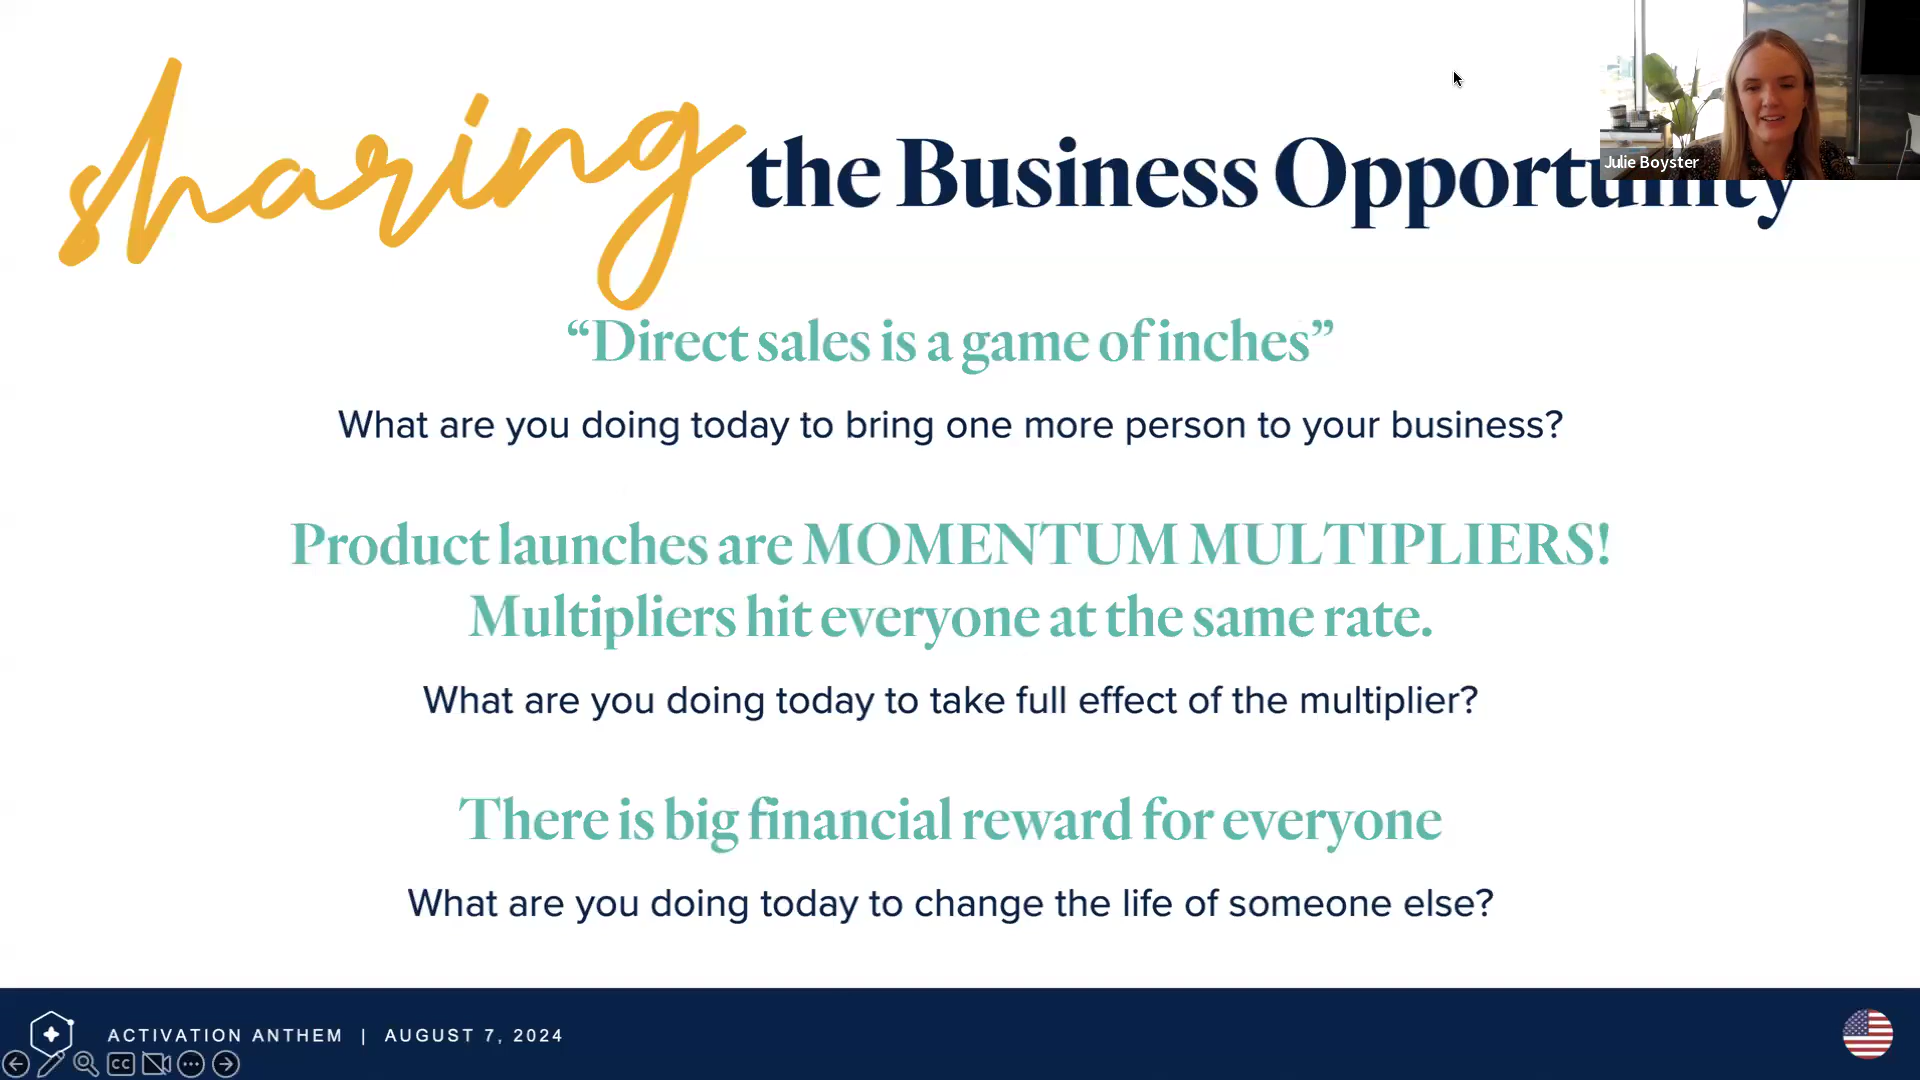 sharing the Business Opportunity
Julie Boyster
“Direct sales is a game of inches”
What are you doing today to bring one more person to your business?
Product launches are MOMENTUM MULTIPLIERS!
Multipliers hit everyone at the same rate.
What are you doing today to take full effect of the multiplier?
There is big financial reward for everyone
What are you doing today to change the life of someone else?
ACTIVATION ANTHEM | AUGUST 7, 2024
CC